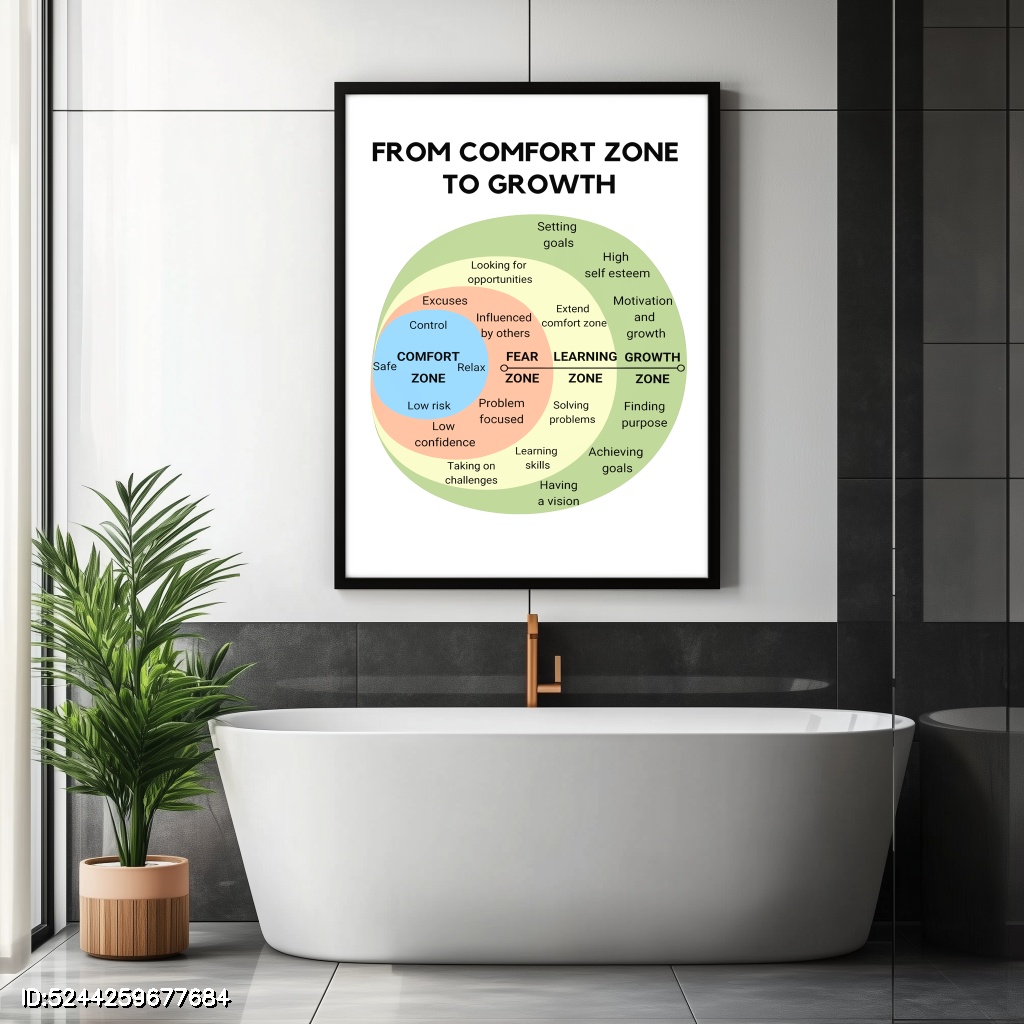 FROM COMFORT ZONE
TO GROWTH
Setting
goals
High
self esteem
Motivation
and
growth
GROWTH
ZONE
Finding
purpose
Achieving
goals
Having
a vision
Looking for
opportunities
Extend
comfort zone
LEARNING
ZONE
Solving
problems
Learning
skills
Taking on
challenges
Excuses
Influenced
by others
FEAR
ZONE
Problem
focused
Low
confidence
Control
Safe
COMFORT
ZONE
Relax
Low risk
ID:5244259677684